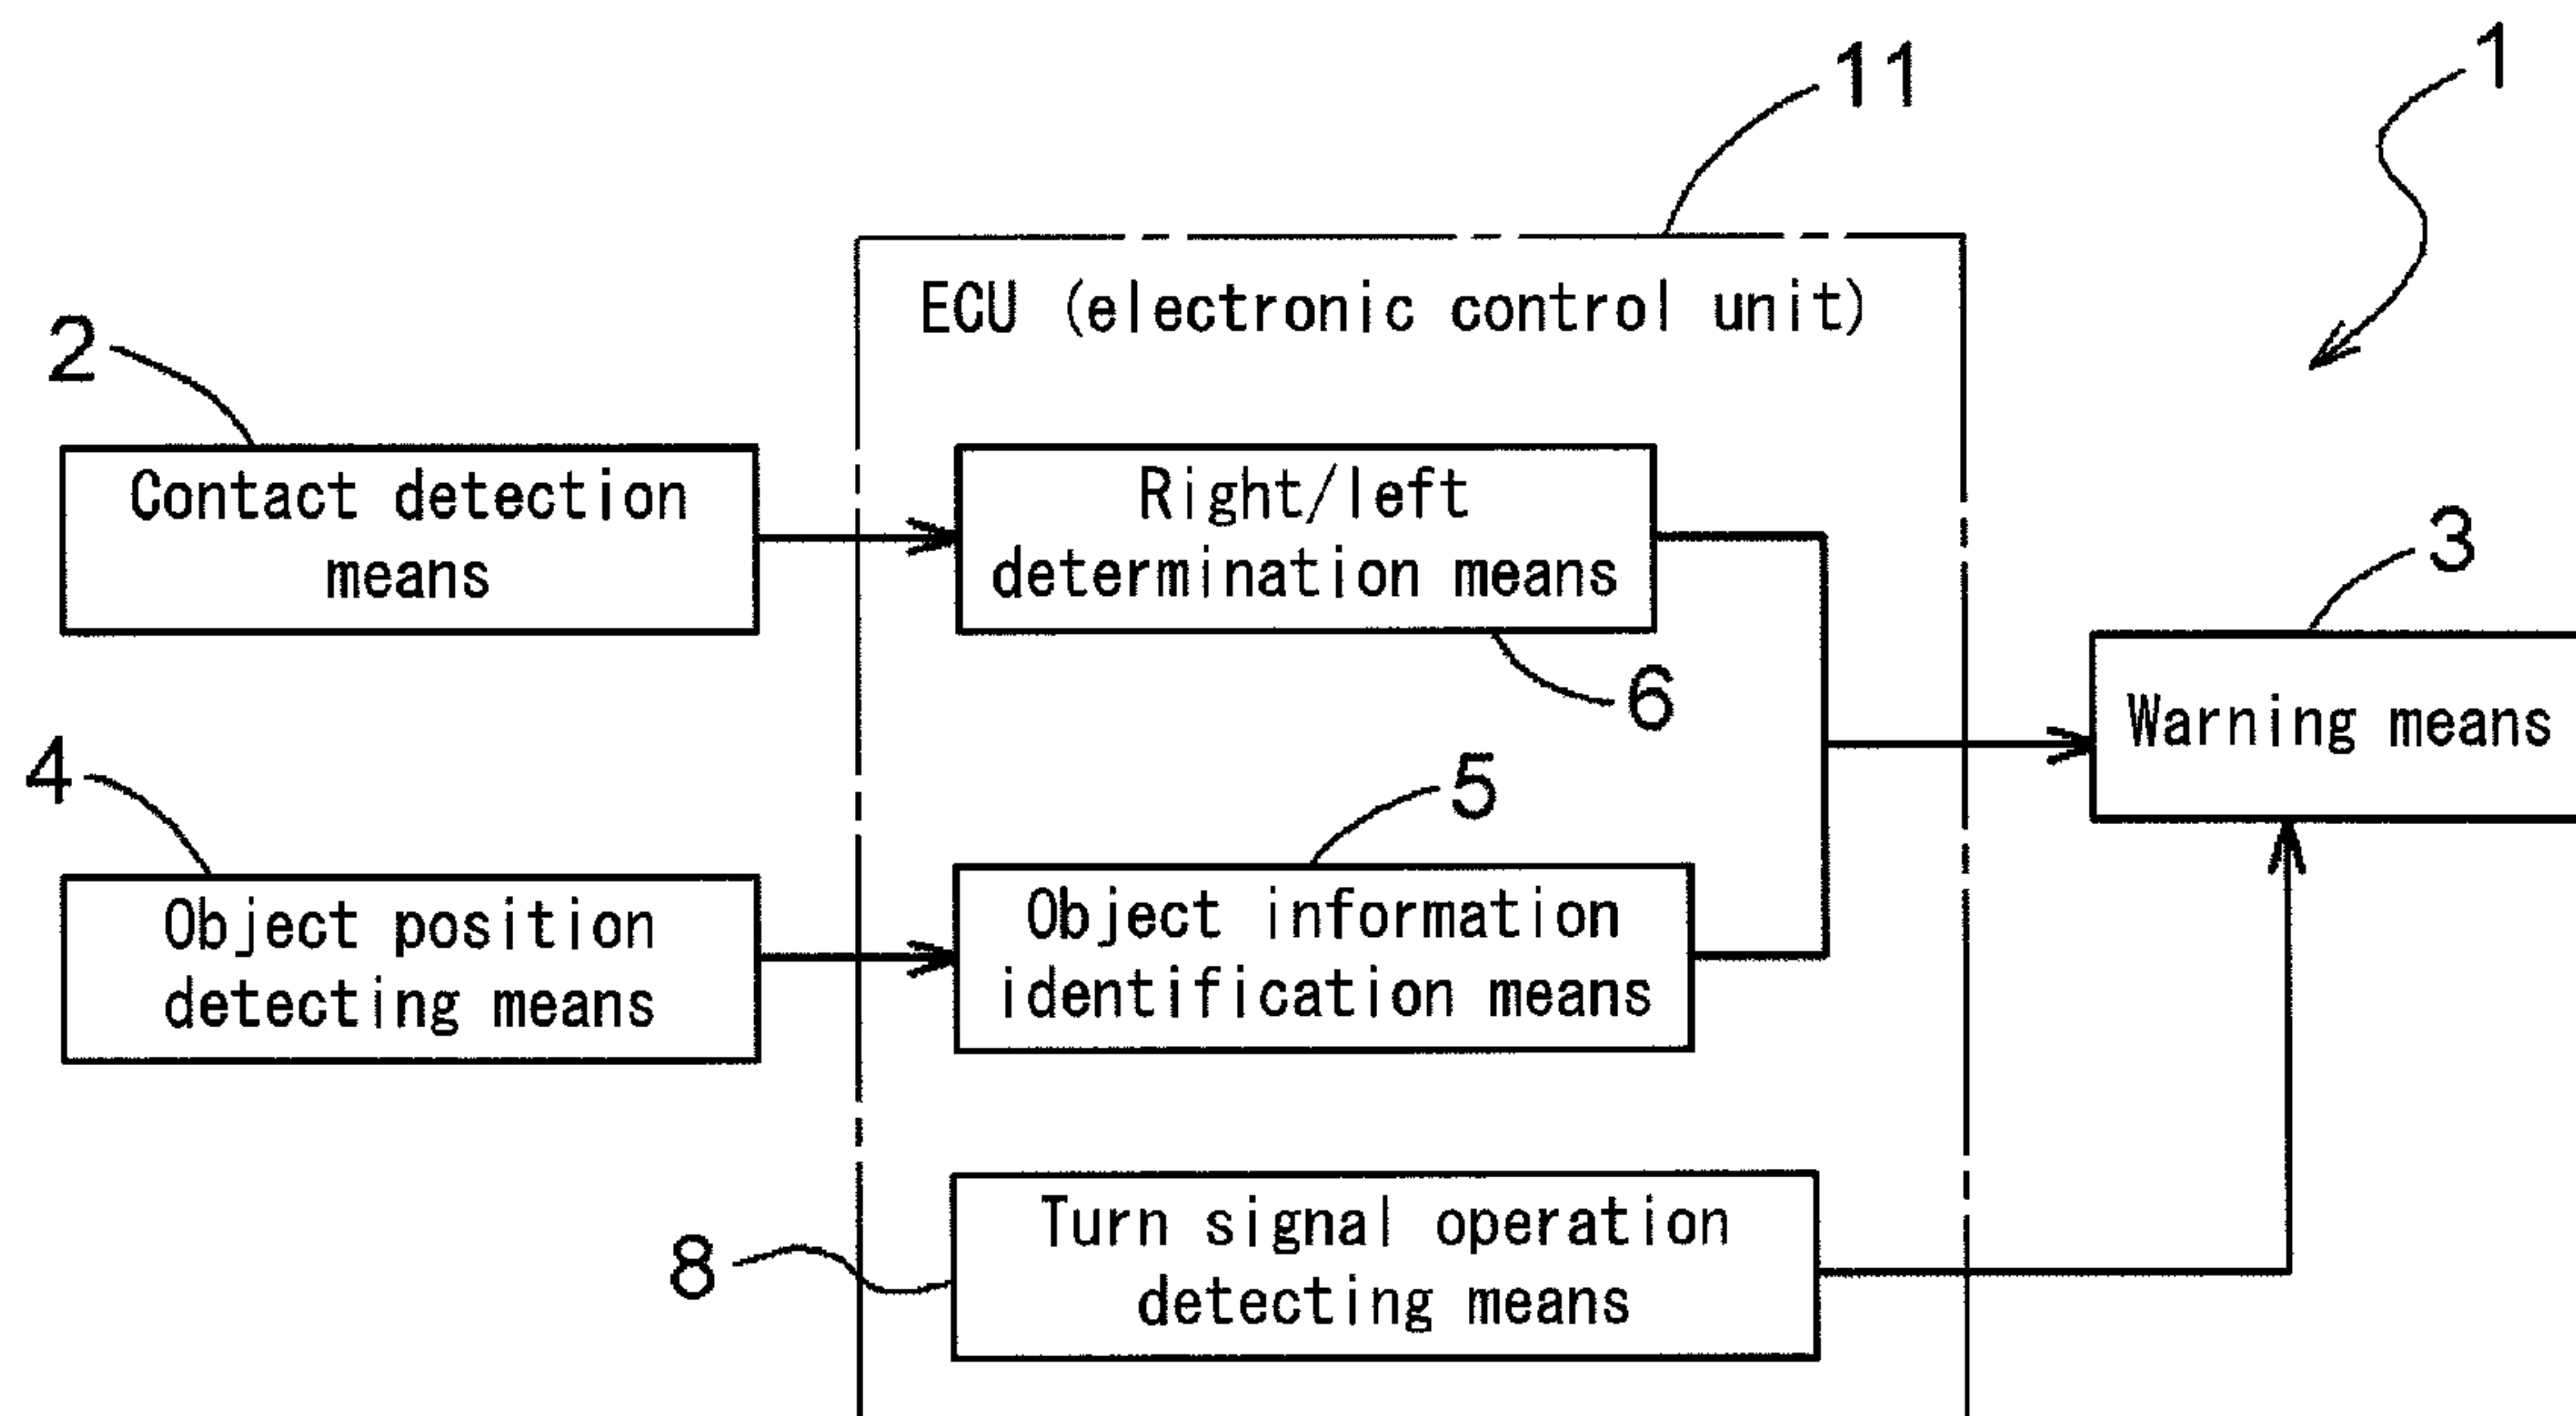 1
11
ECU (electronic control unit)
2
Contact detection
means
Right/left
determination means
6
3
Warning means
4
Object position
detecting means
5
Object information
identification means
8
Turn signal operation
detecting means